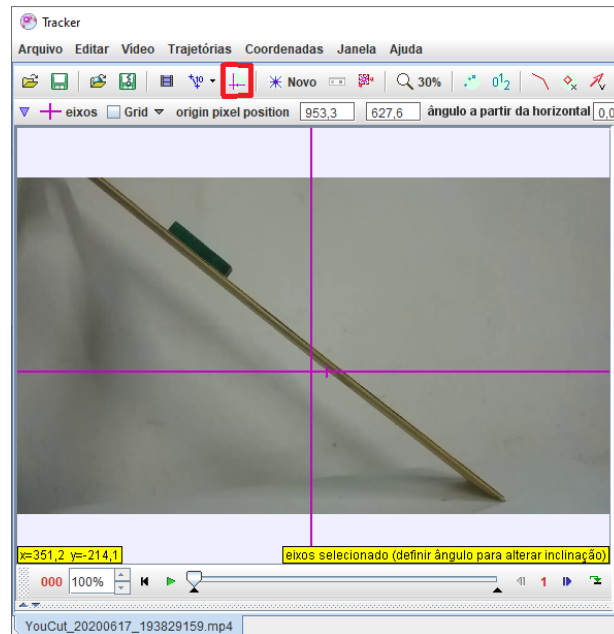 Tracker
Arquivo Editar Video Trajetórias Coordenadas Janela Ajuda
Novo 30%
eixos Grid origin pixel position 953,3 627,6 ângulo a partir da horizontal 0,0
x=351,2 y=-214,1 eixos selecionado (definir ângulo para alterar inclinação)
000 100% 1
YouCut_20200617_193829159.mp4